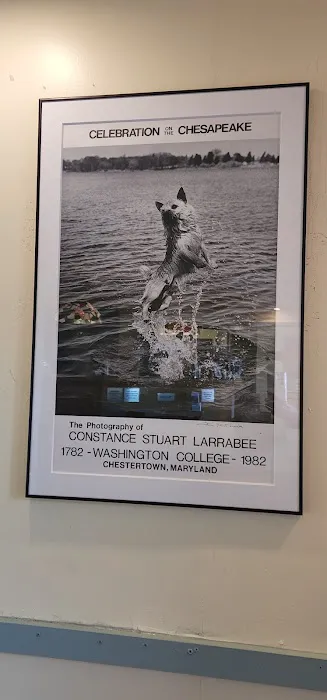 CELEBRATION ON THE CHESAPEAKE
The Photography of
CONSTANCE STUART LARRABEE
1782 - WASHINGTON COLLEGE - 1982
CHESTERTOWN, MARYLAND